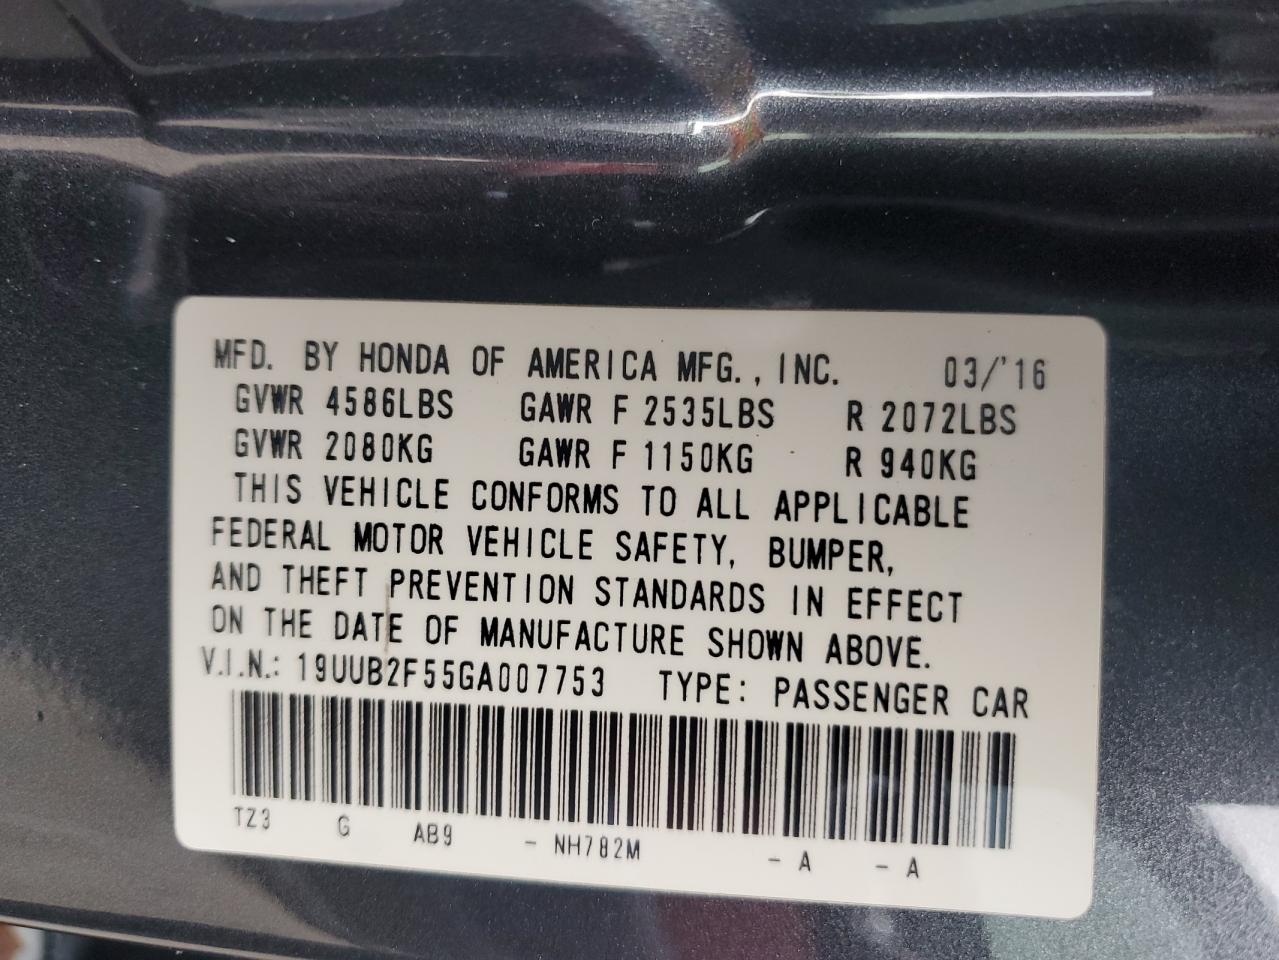 MFD. BY HONDA OF AMERICA MFG., INC. 03/'16
GVWR 4586LBS GAWR F 2535LBS R 2072LBS
GVWR 2080KG GAWR F 1150KG R 940KG
THIS VEHICLE CONFORMS TO ALL APPLICABLE
FEDERAL MOTOR VEHICLE SAFETY, BUMPER,
AND THEFT PREVENTION STANDARDS IN EFFECT
ON THE DATE OF MANUFACTURE SHOWN ABOVE.
V.I.N.: 19UUB2F55GA007753 TYPE: PASSENGER CAR
TZ3 G AB9 - NH782M - A - A